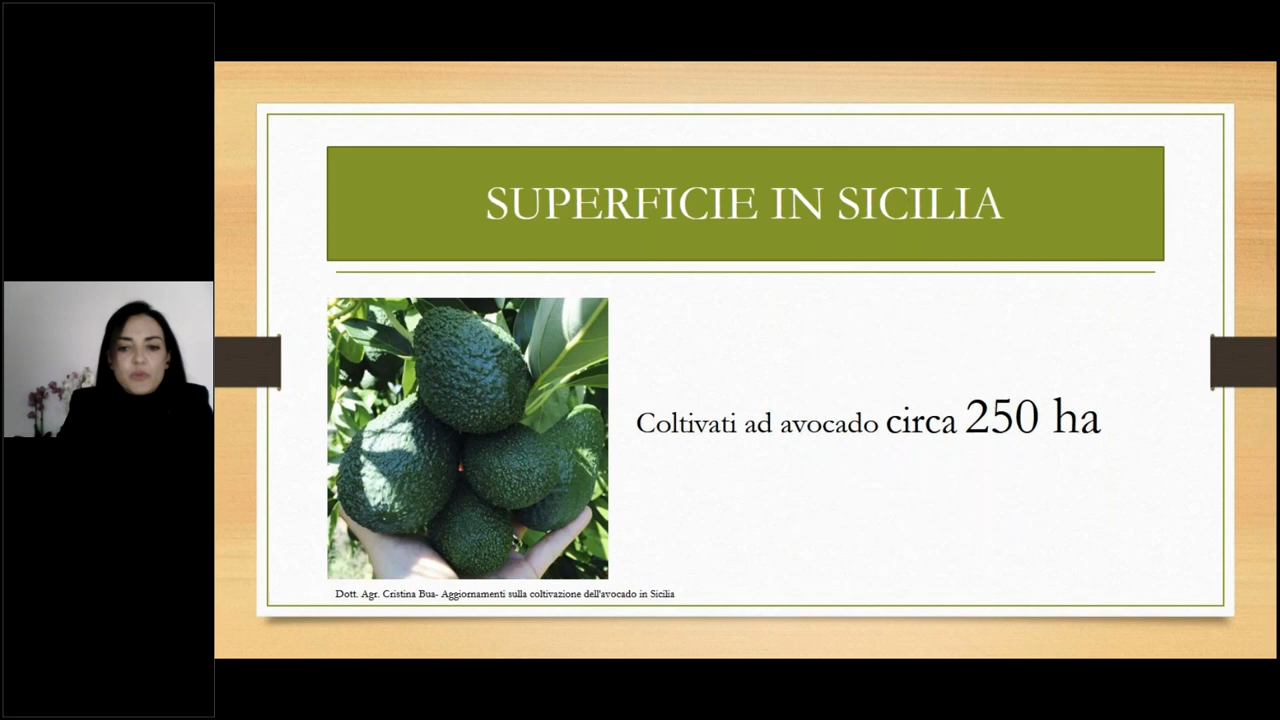 SUPERFICIE IN SICILIA
Coltivati ad avocado circa 250 ha
Dott. Agr. Cristina Bua- Aggiornamenti sulla coltivazione dell'avocado in Sicilia